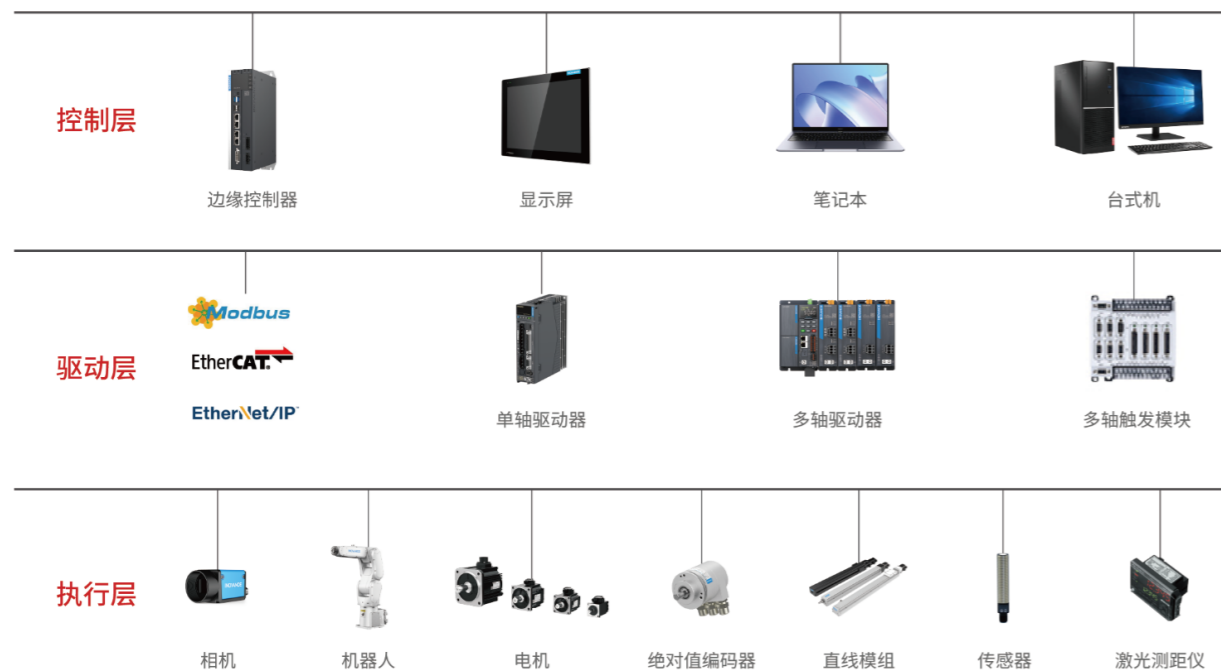 控制层
边缘控制器
显示屏
笔记本
台式机
驱动层
Modbus
EtherCAT
EtherNet/IP
单轴驱动器
多轴驱动器
多轴触发模块
执行层
相机
机器人
电机
绝对值编码器
直线模组
传感器
激光测距仪